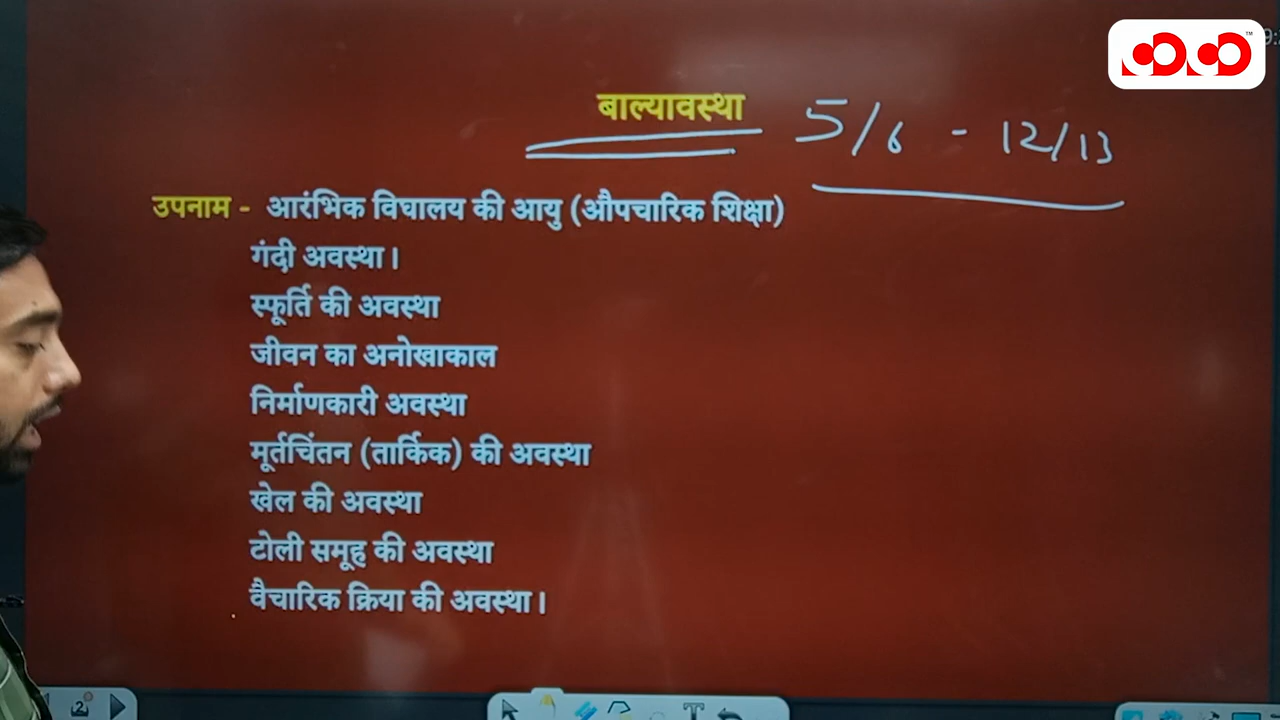 बाल्यावस्था 5/6 - 12/13
उपनाम - आरंभिक विघालय की आयु (औपचारिक शिक्षा)
गंदी अवस्था।
स्फूर्ति की अवस्था
जीवन का अनोखाकाल
निर्माणकारी अवस्था
मूर्तचिंतन (तार्किक) की अवस्था
खेल की अवस्था
टोली समूह की अवस्था
वैचारिक क्रिया की अवस्था।